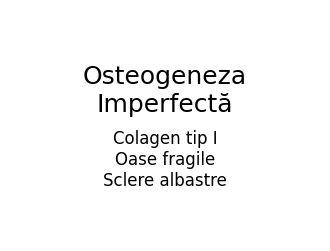 Osteogeneza
Imperfectă
Colagen tip I
Oase fragile
Sclere albastre